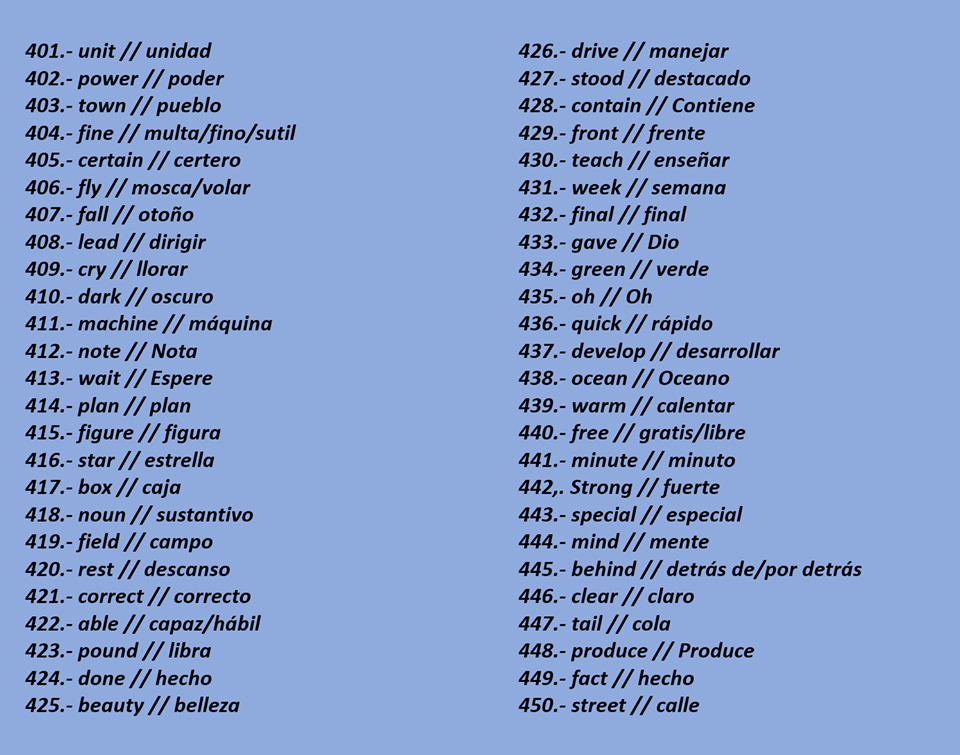 401.- unit // unidad
402.- power // poder
403.- town // pueblo
404.- fine // multa/fino/sutil
405.- certain // certero
406.- fly // mosca/volar
407.- fall // otoño
408.- lead // dirigir
409.- cry // llorar
410.- dark // oscuro
411.- machine // máquina
412.- note // Nota
413.- wait // Espere
414.- plan // plan
415.- figure // figura
416.- star // estrella
417.- box // caja
418.- noun // sustantivo
419.- field // campo
420.- rest // descanso
421.- correct // correcto
422.- able // capaz/hábil
423.- pound // libra
424.- done // hecho
425.- beauty // belleza
426.- drive // manejar
427.- stood // destacado
428.- contain // Contiene
429.- front // frente
430.- teach // enseñar
431.- week // semana
432.- final // final
433.- gave // Dio
434.- green // verde
435.- oh // Oh
436.- quick // rápido
437.- develop // desarrollar
438.- ocean // Oceano
439.- warm // calentar
440.- free // gratis/libre
441.- minute // minuto
442,. Strong // fuerte
443.- special // especial
444.- mind // mente
445.- behind // detrás de/por detrás
446.- clear // claro
447.- tail // cola
448.- produce // Produce
449.- fact // hecho
450.- street // calle